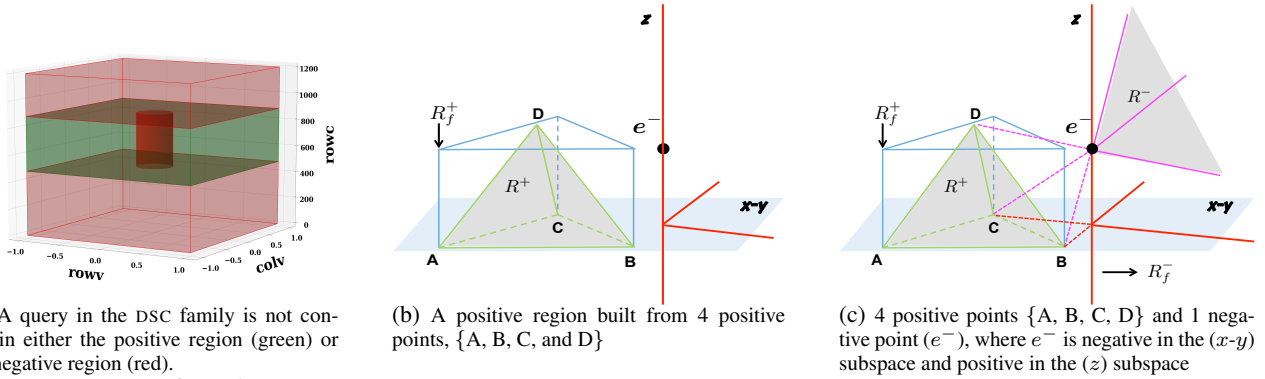 1200
1000
800
600
400
200
0
rowc
−1.0
−0.5
0.0
0.5
1.0
rowv
−1.0
−0.5
0.0
0.5
1.0
colv
A query in the DSC family is not con-
in either the positive region (green) or
negative region (red).
z
D
R_f^+
e^-
R^+
x-y
C
A
B
(b) A positive region built from 4 positive
points, {A, B, C, and D}
z
R^-
D
R_f^+
e^-
R^+
x-y
C
A
B
R_f^-
(c) 4 positive points {A, B, C, D} and 1 nega-
tive point (e^-), where e^- is negative in the (x-y)
subspace and positive in the (z) subspace